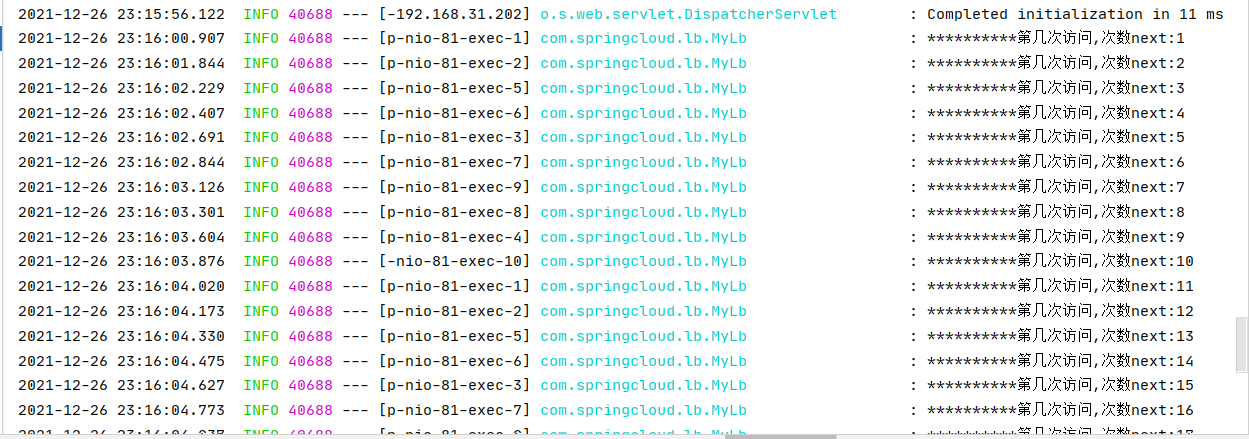 2021-12-26 23:15:56.122  INFO 40688 --- [-192.168.31.202] o.s.web.servlet.DispatcherServlet        : Completed initialization in 11 ms
2021-12-26 23:16:00.907  INFO 40688 --- [p-nio-81-exec-1] com.springcloud.lb.MyLb                  : **********第几次访问,次数next:1
2021-12-26 23:16:01.844  INFO 40688 --- [p-nio-81-exec-2] com.springcloud.lb.MyLb                  : **********第几次访问,次数next:2
2021-12-26 23:16:02.229  INFO 40688 --- [p-nio-81-exec-5] com.springcloud.lb.MyLb                  : **********第几次访问,次数next:3
2021-12-26 23:16:02.407  INFO 40688 --- [p-nio-81-exec-6] com.springcloud.lb.MyLb                  : **********第几次访问,次数next:4
2021-12-26 23:16:02.691  INFO 40688 --- [p-nio-81-exec-3] com.springcloud.lb.MyLb                  : **********第几次访问,次数next:5
2021-12-26 23:16:02.844  INFO 40688 --- [p-nio-81-exec-7] com.springcloud.lb.MyLb                  : **********第几次访问,次数next:6
2021-12-26 23:16:03.126  INFO 40688 --- [p-nio-81-exec-9] com.springcloud.lb.MyLb                  : **********第几次访问,次数next:7
2021-12-26 23:16:03.301  INFO 40688 --- [p-nio-81-exec-8] com.springcloud.lb.MyLb                  : **********第几次访问,次数next:8
2021-12-26 23:16:03.604  INFO 40688 --- [p-nio-81-exec-4] com.springcloud.lb.MyLb                  : **********第几次访问,次数next:9
2021-12-26 23:16:03.876  INFO 40688 --- [-nio-81-exec-10] com.springcloud.lb.MyLb                  : **********第几次访问,次数next:10
2021-12-26 23:16:04.020  INFO 40688 --- [p-nio-81-exec-1] com.springcloud.lb.MyLb                  : **********第几次访问,次数next:11
2021-12-26 23:16:04.173  INFO 40688 --- [p-nio-81-exec-2] com.springcloud.lb.MyLb                  : **********第几次访问,次数next:12
2021-12-26 23:16:04.330  INFO 40688 --- [p-nio-81-exec-5] com.springcloud.lb.MyLb                  : **********第几次访问,次数next:13
2021-12-26 23:16:04.475  INFO 40688 --- [p-nio-81-exec-6] com.springcloud.lb.MyLb                  : **********第几次访问,次数next:14
2021-12-26 23:16:04.627  INFO 40688 --- [p-nio-81-exec-3] com.springcloud.lb.MyLb                  : **********第几次访问,次数next:15
2021-12-26 23:16:04.773  INFO 40688 --- [p-nio-81-exec-7] com.springcloud.lb.MyLb                  : **********第几次访问,次数next:16